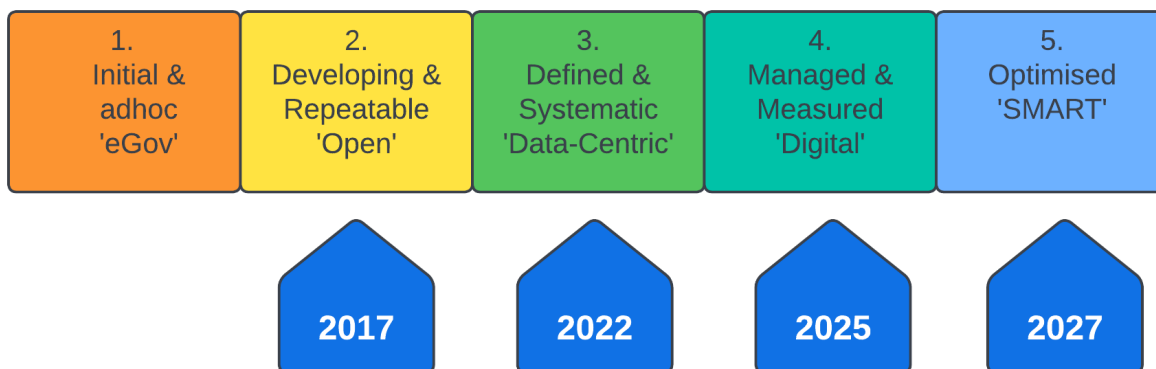 1.
Initial &
adhoc
'eGov'
2.
Developing &
Repeatable
'Open'
3.
Defined &
Systematic
'Data-Centric'
4.
Managed &
Measured
'Digital'
5.
Optimised
'SMART'
2017
2022
2025
2027